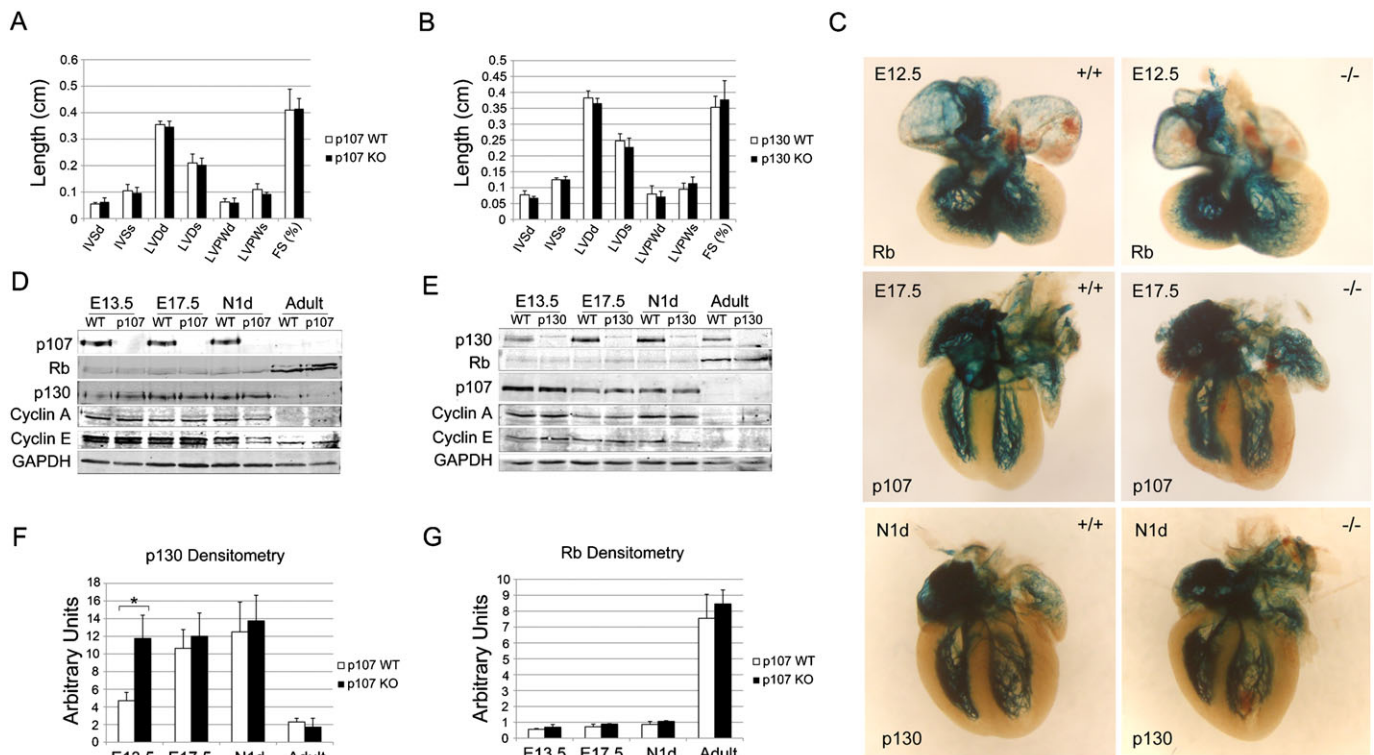 A
Length (cm)
0.6
0.5
0.4
0.3
0.2
0.1
0
IVSd
IVSs
LVDd
LVDs
LVPWd
LVPWs
FS (%)
p107 WT
p107 KO
B
Length (cm)
0.5
0.45
0.4
0.35
0.3
0.25
0.2
0.15
0.1
0.05
0
IVSd
IVSs
LVDd
LVDs
LVPWd
LVPWs
FS (%)
p130 WT
p130 KO
C
E12.5 +/+
Rb
E12.5 -/-
Rb
E17.5 +/+
p107
E17.5 -/-
p107
N1d +/+
p130
N1d -/-
p130
D
E13.5 E17.5 N1d Adult
WT p107 WT p107 WT p107 WT p107
p107
Rb
p130
Cyclin A
Cyclin E
GAPDH
E
E13.5 E17.5 N1d Adult
WT p130 WT p130 WT p130 WT p130
p130
Rb
p107
Cyclin A
Cyclin E
GAPDH
F
p130 Densitometry
Arbitrary Units
18
16
14
12
10
8
6
4
2
0
*
E13.5 E17.5 N1d Adult
p107 WT
p107 KO
G
Rb Densitometry
Arbitrary Units
10
9
8
7
6
5
4
3
2
1
0
E13.5 E17.5 N1d Adult
p107 WT
p107 KO